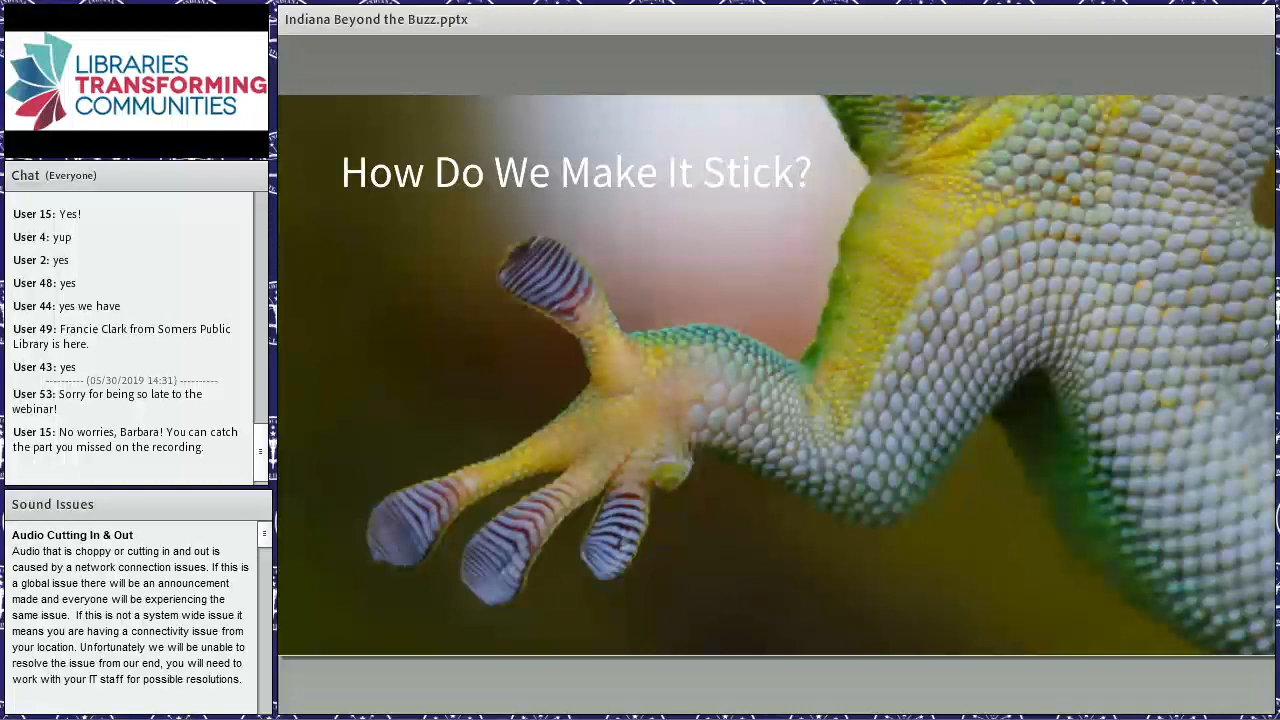 Indiana Beyond the Buzz.pptx
LIBRARIES
TRANSFORMING
COMMUNITIES
Chat (Everyone)
User 15: Yes!
User 4: yup
User 2: yes
User 48: yes
User 44: yes we have
User 49: Francie Clark from Somers Public
Library is here.
User 43: yes
---------- (05/30/2019 14:31) ----------
User 53: Sorry for being so late to the
webinar!
User 15: No worries, Barbara! You can catch
the part you missed on the recording.
Sound Issues
Audio Cutting In & Out
Audio that is choppy or cutting in and out is
caused by a network connection issues. If this is
a global issue there will be an announcement
made and everyone will be experiencing the
same issue. If this is not a system wide issue it
means you are having a connectivity issue from
your location. Unfortunately we will be unable to
resolve the issue from our end, you will need to
work with your IT staff for possible resolutions.
How Do We Make It Stick?